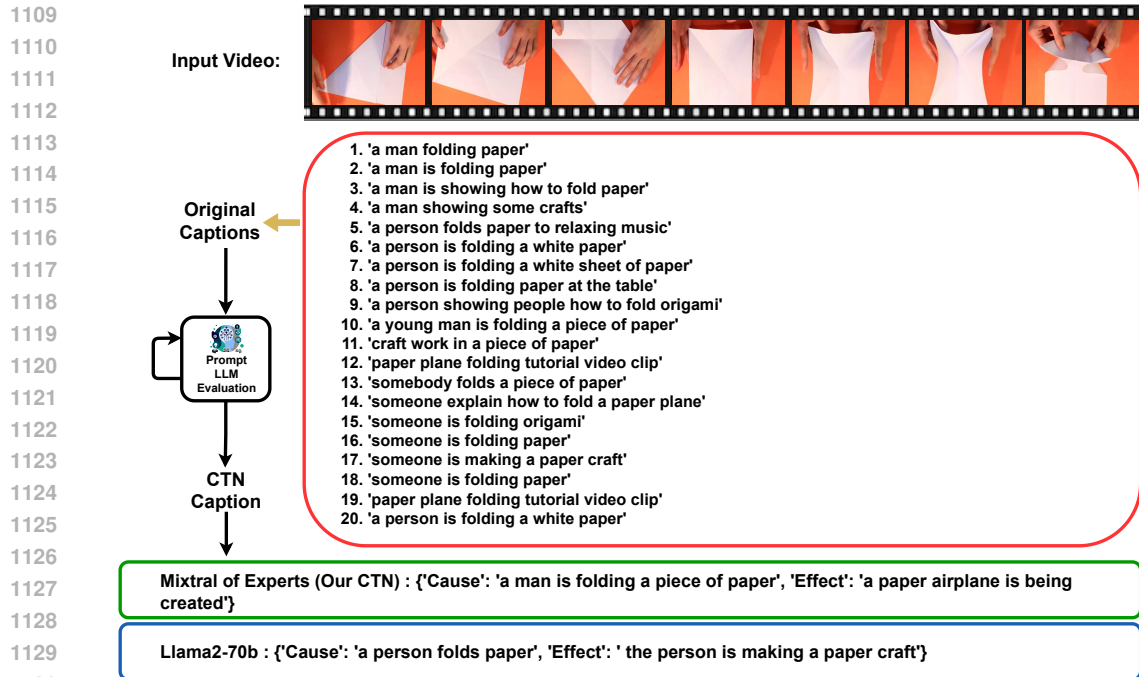 1109
1110
1111
1112
1113
1114
1115
1116
1117
1118
1119
1120
1121
1122
1123
1124
1125
1126
1127
1128
1129
Input Video:
1. 'a man folding paper'
2. 'a man is folding paper'
3. 'a man is showing how to fold paper'
4. 'a man showing some crafts'
5. 'a person folds paper to relaxing music'
6. 'a person is folding a white paper'
7. 'a person is folding a white sheet of paper'
8. 'a person is folding paper at the table'
9. 'a person showing people how to fold origami'
10. 'a young man is folding a piece of paper'
11. 'craft work in a piece of paper'
12. 'paper plane folding tutorial video clip'
13. 'somebody folds a piece of paper'
14. 'someone explain how to fold a paper plane'
15. 'someone is folding origami'
16. 'someone is folding paper'
17. 'someone is making a paper craft'
18. 'someone is folding paper'
19. 'paper plane folding tutorial video clip'
20. 'a person is folding a white paper'
Original
Captions
Prompt
LLM
Evaluation
CTN
Caption
Mixtral of Experts (Our CTN) : {'Cause': 'a man is folding a piece of paper', 'Effect': 'a paper airplane is being
created'}
Llama2-70b : {'Cause': 'a person folds paper', 'Effect': ' the person is making a paper craft'}